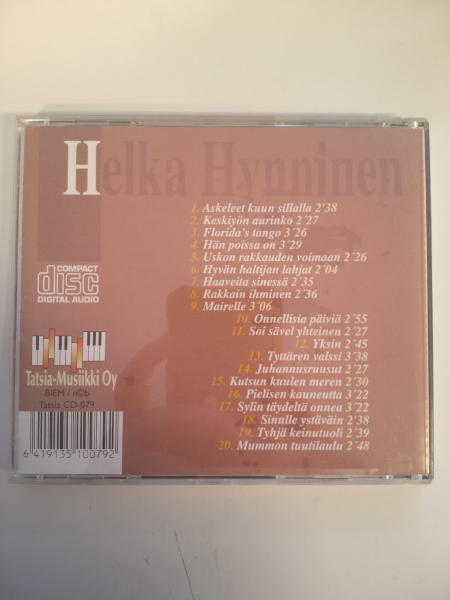 Helka Hynninen
1. Askeleet kuun sillalla 2'38
2. Keskiyön aurinko 2'27
3. Florida's tango 3'26
4. Hän poissa on 3'29
5. Uskon rakkauden voimaan 2'26
6. Hyvän haltijan lahjat 2'04
7. Haaveita sinessä 2'35
8. Rakkain ihminen 2'36
9. Mairelle 3'06
10. Onnellisia päiviä 2'55
11. Soi sävel yhteinen 2'27
12. Yksin 2'45
13. Tyttären valssi 3'38
14. Juhannusruusut 2'27
15. Kutsun kuulen meren 2'30
16. Pielisen kauneutta 3'22
17. Sylin täydeltä onnea 3'22
18. Sinulle ystäväin 2'38
19. Tyhjä keinutuoli 2'39
20. Mummon tuutilaulu 2'48
COMPACT
disc
DIGITAL AUDIO
Tatsia-Musiikki Oy
BIEM / n©b
Tatsia CD-079
6 419135 100792